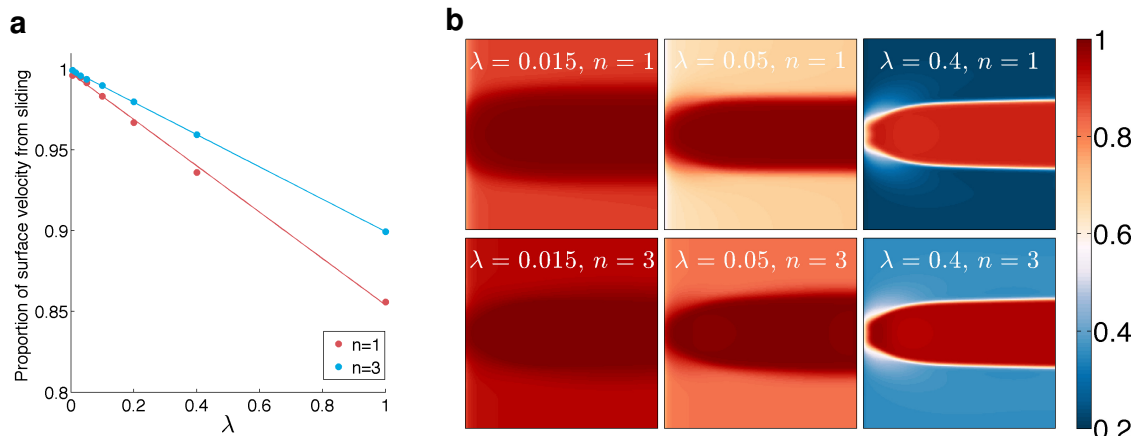 a
Proportion of surface velocity from sliding
1
0.95
0.9
0.85
0.8
0 0.2 0.4 0.6 0.8 1
λ
n=1
n=3
b
λ = 0.015, n = 1
λ = 0.05, n = 1
λ = 0.4, n = 1
λ = 0.015, n = 3
λ = 0.05, n = 3
λ = 0.4, n = 3
1
0.8
0.6
0.4
0.2